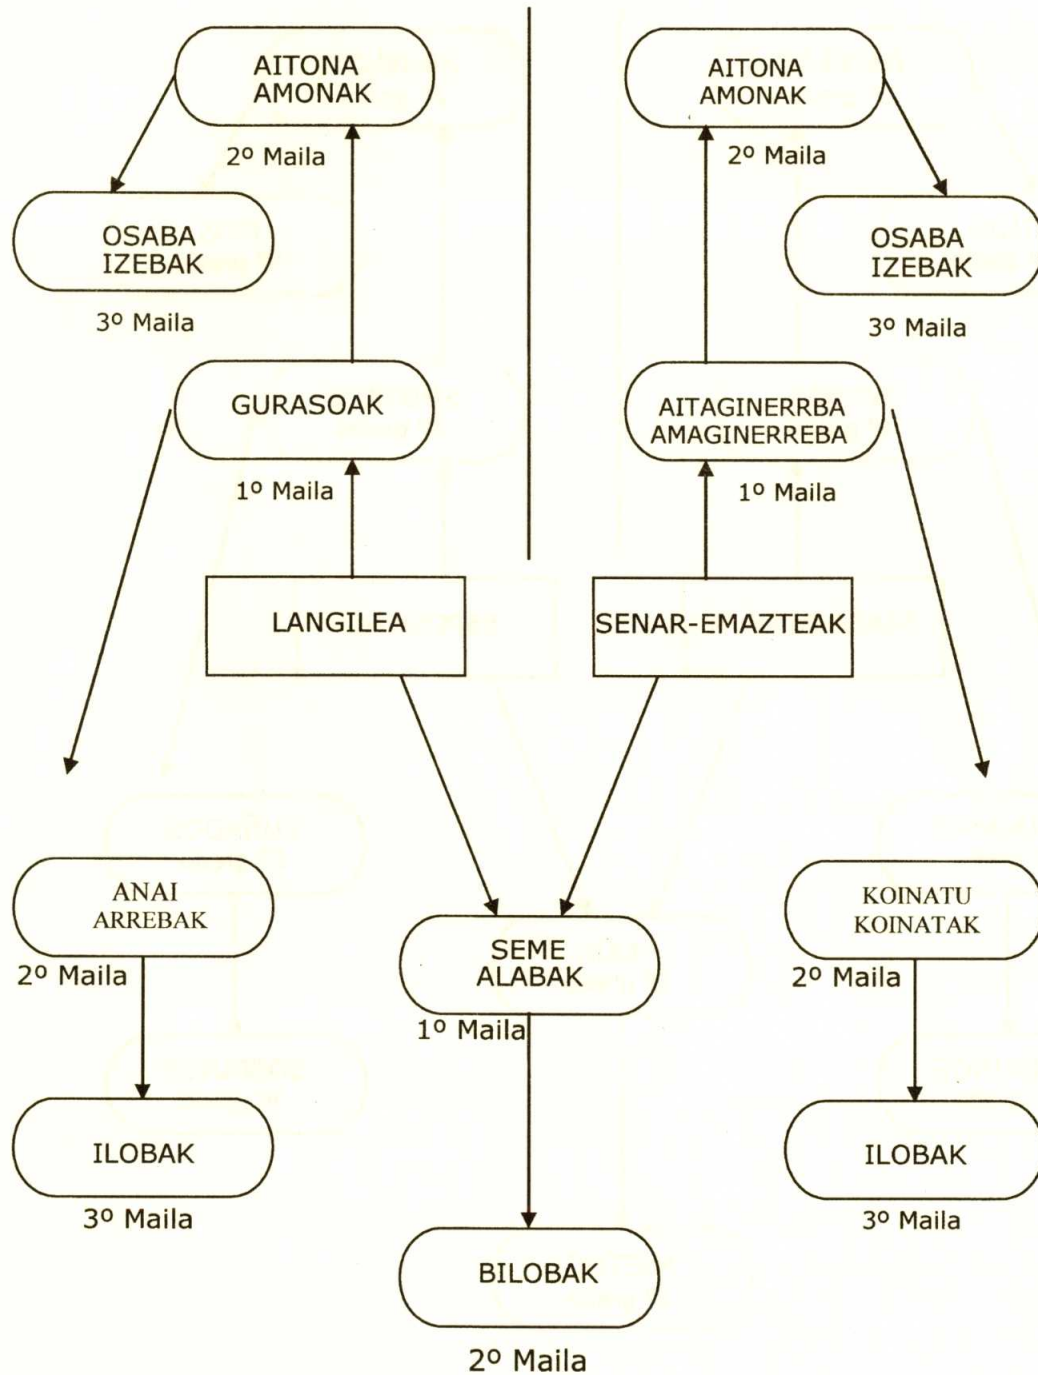 AITONA
AMONAK
2º Maila
OSABA
IZEBAK
3º Maila
GURASOAK
1º Maila
LANGILEA
AITONA
AMONAK
2º Maila
OSABA
IZEBAK
3º Maila
AITAGINERRBA
AMAGINERREBA
1º Maila
SENAR-EMAZTEAK
ANAI
ARREBAK
2º Maila
ILOBAK
3º Maila
SEME
ALABAK
1º Maila
BILOBAK
2º Maila
KOINATU
KOINATAK
2º Maila
ILOBAK
3º Maila